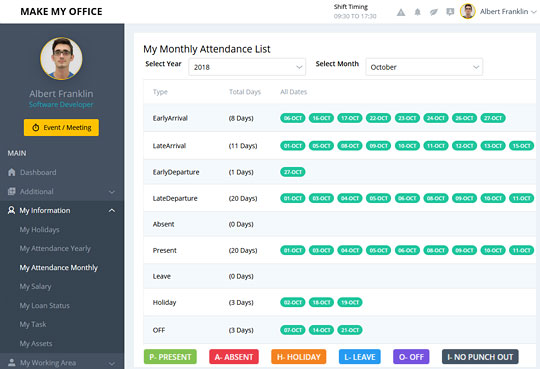 MAKE MY OFFICE
Shift Timing
09:30 TO 17:30
Albert Franklin
Albert Franklin
Software Developer
Event / Meeting
MAIN
Dashboard
Additional
My Information
My Holidays
My Attendance Yearly
My Attendance Monthly
My Salary
My Loan Status
My Task
My Assets
My Working Area
My Monthly Attendance List
Select Year 2018 Select Month October
Type Total Days All Dates
EarlyArrival (8 Days) 06-OCT 16-OCT 17-OCT 22-OCT 23-OCT 24-OCT 26-OCT 27-OCT
LateArrival (11 Days) 01-OCT 05-OCT 08-OCT 09-OCT 10-OCT 11-OCT 12-OCT 13-OCT 15-OCT
EarlyDeparture (1 Days) 27-OCT
LateDeparture (20 Days) 01-OCT 03-OCT 04-OCT 05-OCT 06-OCT 08-OCT 09-OCT 10-OCT 11-OCT
Absent (0 Days)
Present (20 Days) 01-OCT 03-OCT 04-OCT 05-OCT 06-OCT 08-OCT 09-OCT 10-OCT 11-OCT
Leave (0 Days)
Holiday (3 Days) 02-OCT 18-OCT 19-OCT
OFF (3 Days) 07-OCT 14-OCT 21-OCT
P- PRESENT A- ABSENT H- HOLIDAY L- LEAVE O- OFF I- NO PUNCH OUT